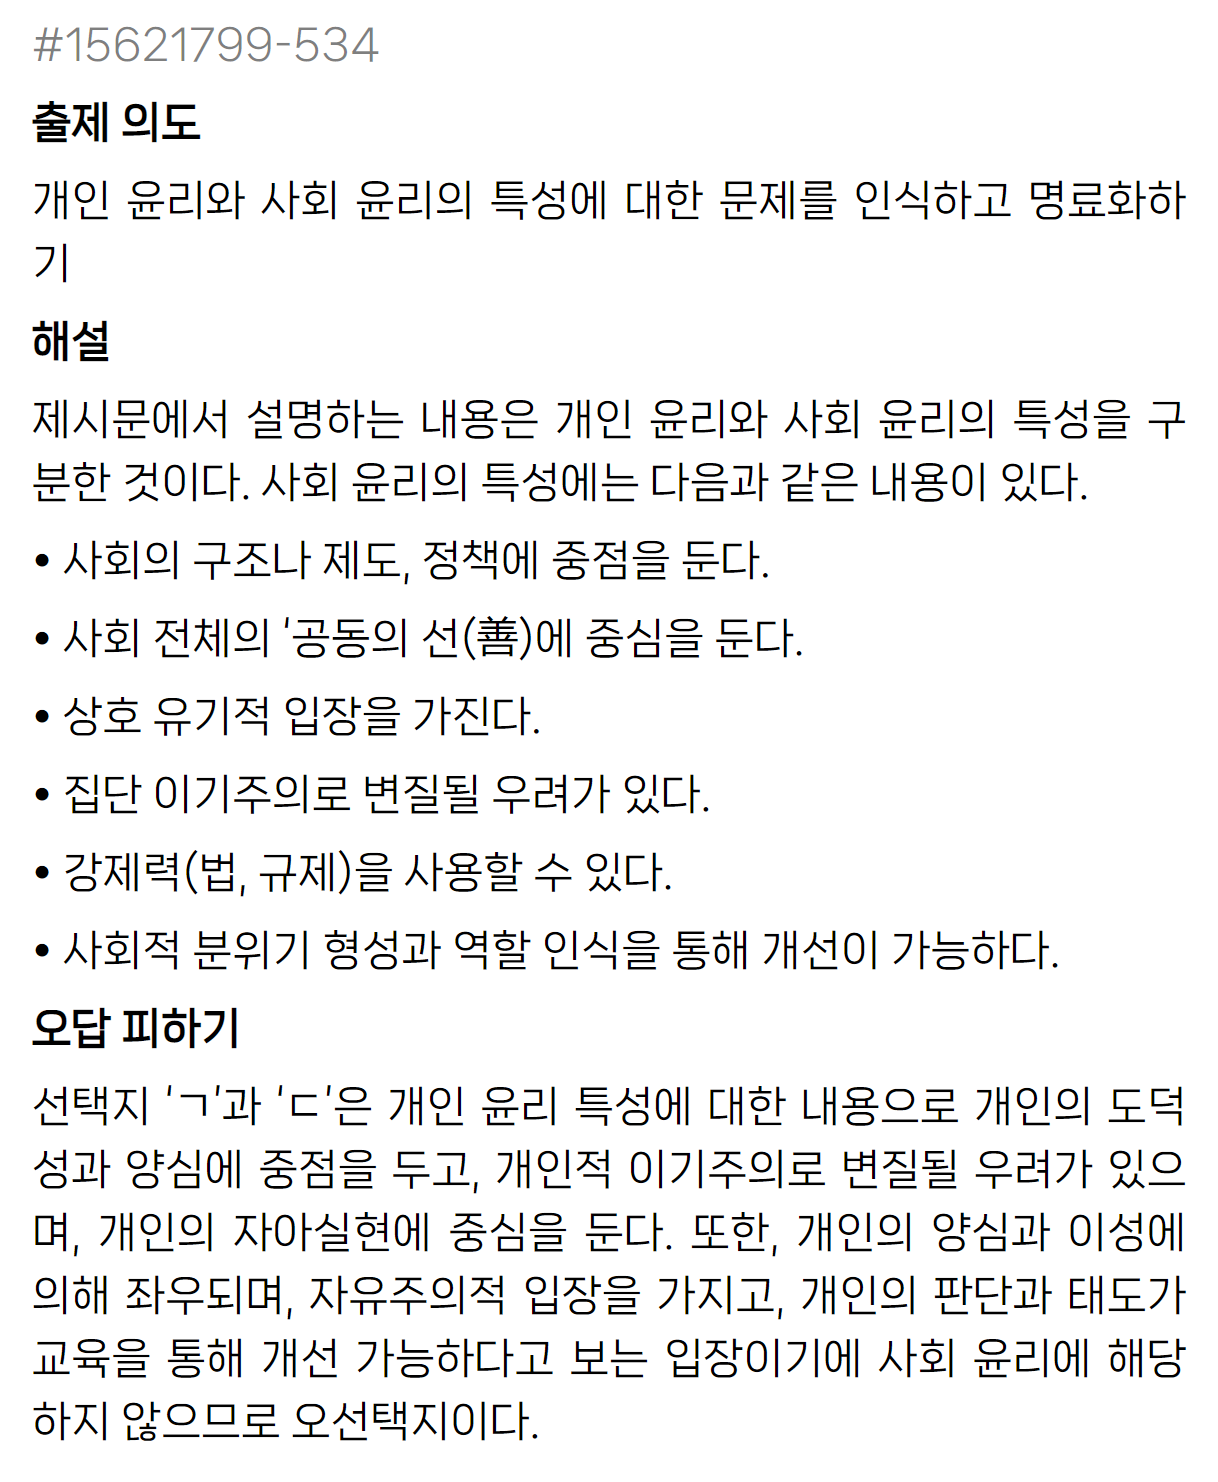 #15621799-534
출제 의도
개인 윤리와 사회 윤리의 특성에 대한 문제를 인식하고 명료화하
기
해설
제시문에서 설명하는 내용은 개인 윤리와 사회 윤리의 특성을 구
분한 것이다. 사회 윤리의 특성에는 다음과 같은 내용이 있다.
• 사회의 구조나 제도, 정책에 중점을 둔다.
• 사회 전체의 '공동의 선(善)에 중심을 둔다.
• 상호 유기적 입장을 가진다.
• 집단 이기주의로 변질될 우려가 있다.
• 강제력(법, 규제)을 사용할 수 있다.
• 사회적 분위기 형성과 역할 인식을 통해 개선이 가능하다.
오답 피하기
선택지 'ㄱ'과 'ㄷ'은 개인 윤리 특성에 대한 내용으로 개인의 도덕
성과 양심에 중점을 두고, 개인적 이기주의로 변질될 우려가 있으
며, 개인의 자아실현에 중심을 둔다. 또한, 개인의 양심과 이성에
의해 좌우되며, 자유주의적 입장을 가지고, 개인의 판단과 태도가
교육을 통해 개선 가능하다고 보는 입장이기에 사회 윤리에 해당
하지 않으므로 오선택지이다.